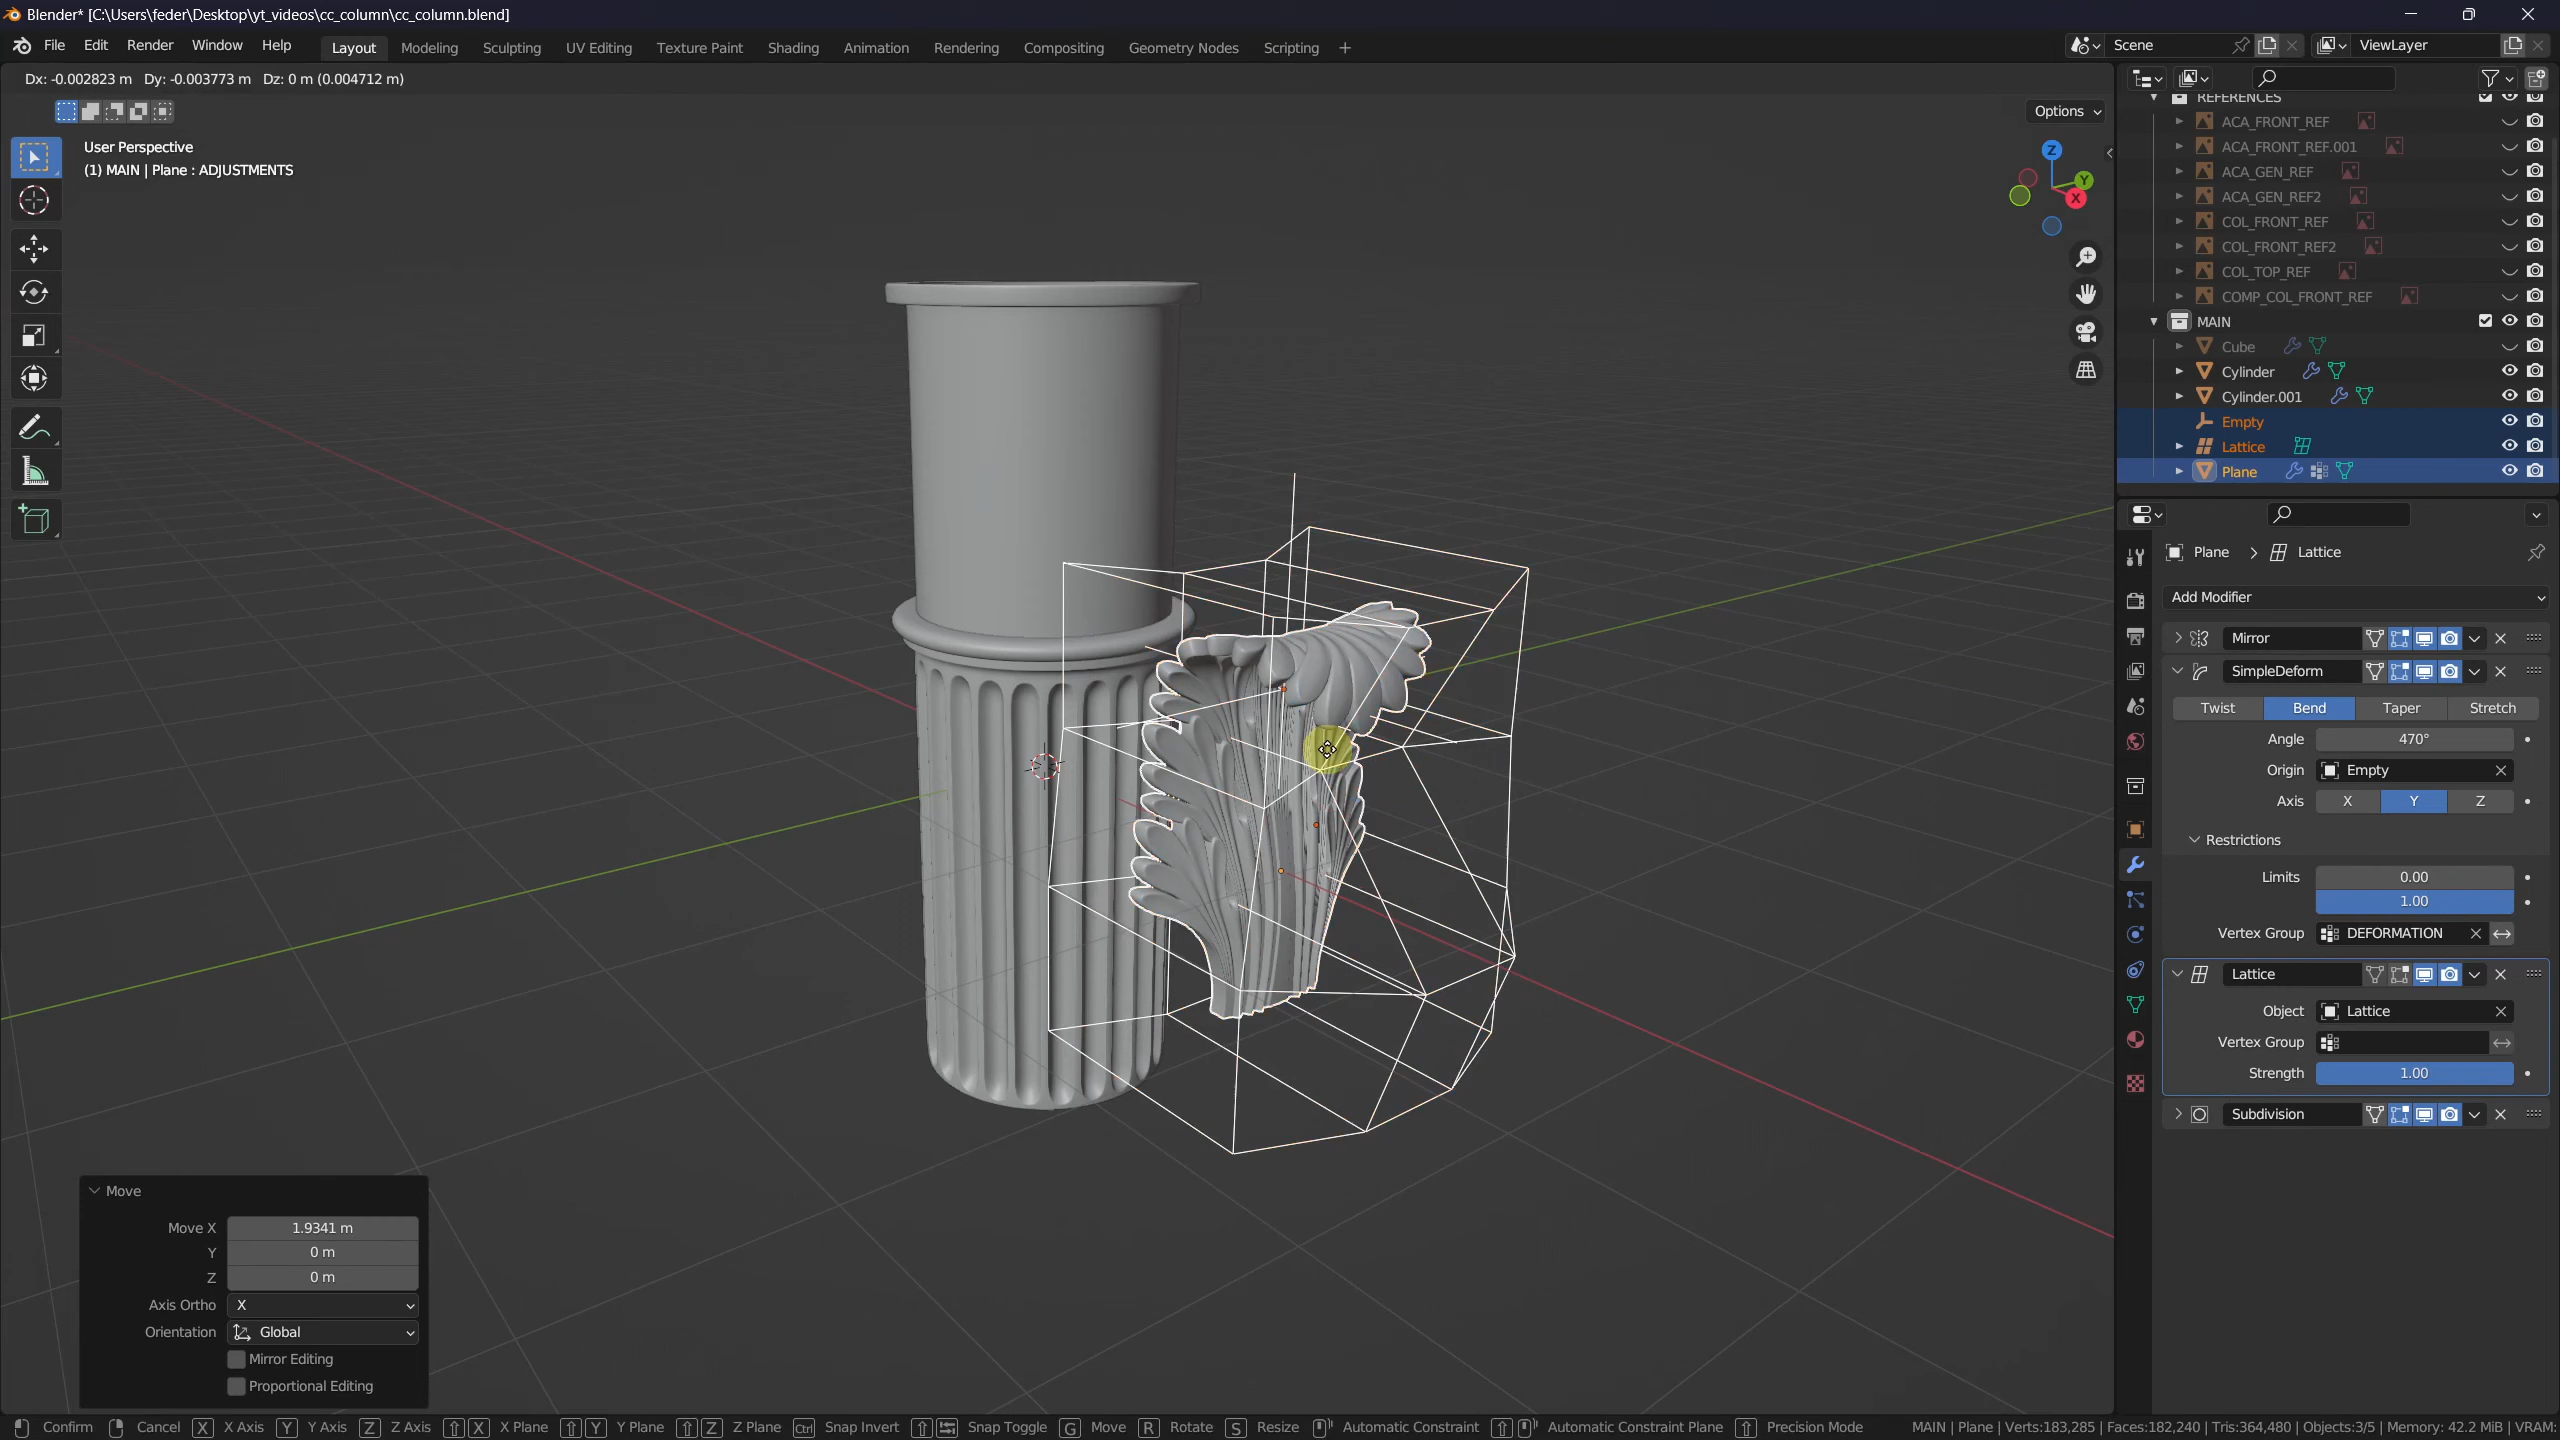 Blender* [C:\Users\feder\Desktop\yt_videos\cc_column\cc_column.blend]
File Edit Render Window Help Layout Modeling Sculpting UV Editing Texture Paint Shading Animation Rendering Compositing Geometry Nodes Scripting + Scene ViewLayer
Dx: -0.002823 m Dy: -0.003773 m Dz: 0 m (0.004712 m)
Options
User Perspective
(1) MAIN | Plane : ADJUSTMENTS
Z
Y
X
REFERENCES
ACA_FRONT_REF
ACA_FRONT_REF.001
ACA_GEN_REF
ACA_GEN_REF2
COL_FRONT_REF
COL_FRONT_REF2
COL_TOP_REF
COMP_COL_FRONT_REF
MAIN
Cube
Cylinder
Cylinder.001
Empty
Lattice
Plane
Plane > Lattice
Add Modifier
Mirror
SimpleDeform
Twist Bend Taper Stretch
Angle 470°
Origin Empty
Axis X Y Z
Restrictions
Limits 0.00
1.00
Vertex Group DEFORMATION
Lattice
Object Lattice
Vertex Group
Strength 1.00
Subdivision
Move
Move X 1.9341 m
Y 0 m
Z 0 m
Axis Ortho X
Orientation Global
Mirror Editing
Proportional Editing
Confirm Cancel X X Axis Y Y Axis Z Z Axis X X Plane Y Y Plane Z Z Plane Ctrl Snap Invert Snap Toggle G Move R Rotate S Resize Automatic Constraint Automatic Constraint Plane Precision Mode MAIN | Plane | Verts:183,285 | Faces:182,240 | Tris:364,480 | Objects:3/5 | Memory: 42.2 MiB | VRAM: